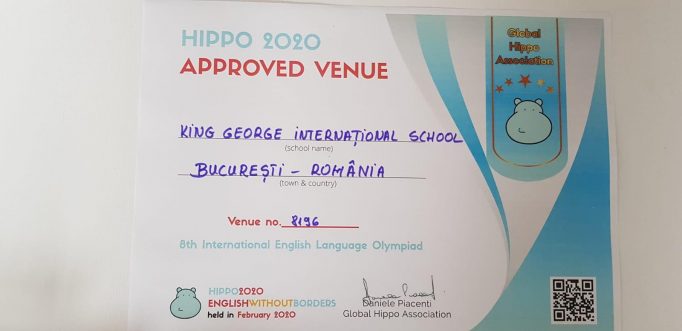 HIPPO 2020
APPROVED VENUE
Global
Hippo
Association
KING GEORGE INTERNAȚIONAL SCHOOL
(school name)
BUCUREȘTI - ROMÂNIA
(town & country)
Venue no. 8196
8th International English Language Olympiad
HIPPO2020
ENGLISHWITHOUTBORDERS
held in February 2020
Daniele Piacenti
Global Hippo Association